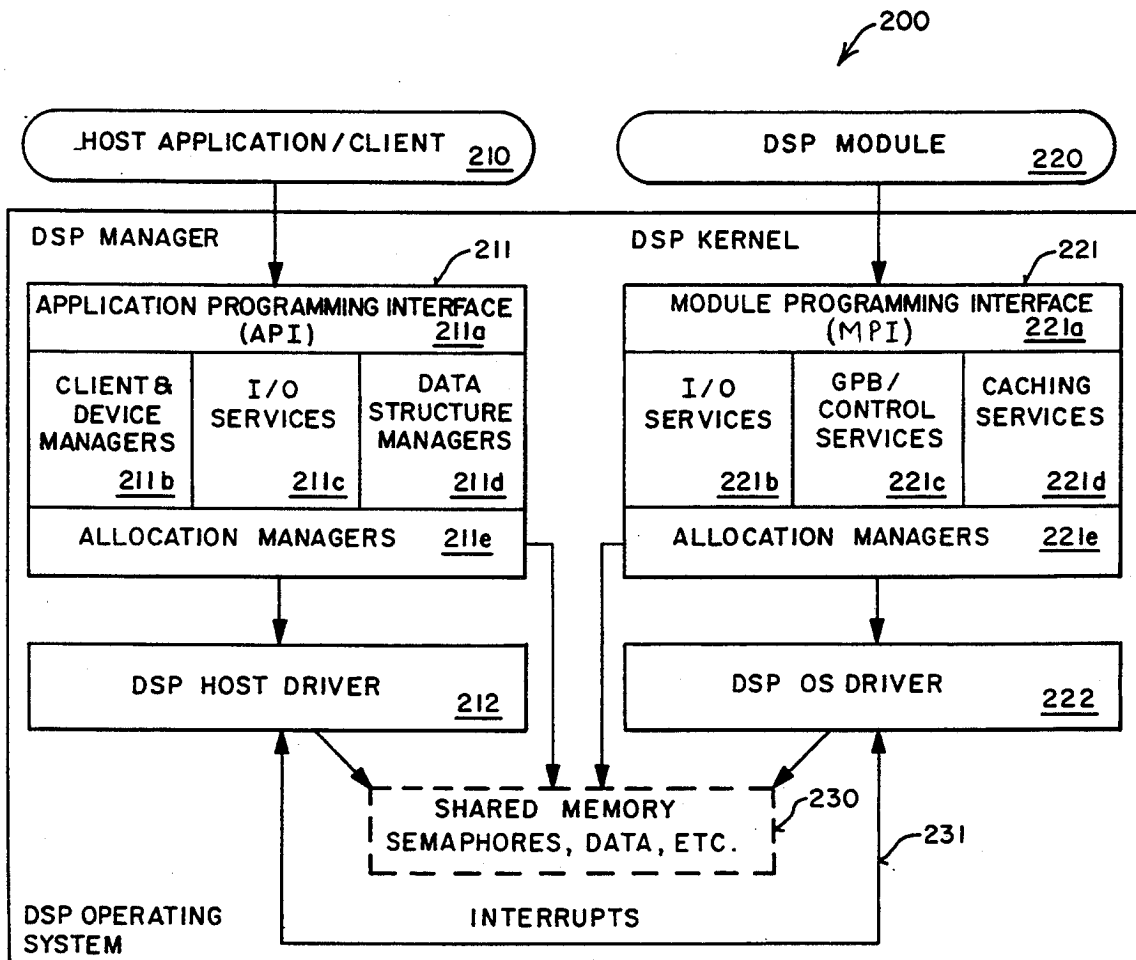 200
HOST APPLICATION/CLIENT 210
DSP MODULE 220
DSP MANAGER
211
APPLICATION PROGRAMMING INTERFACE
(API) 211a
CLIENT &
DEVICE
MANAGERS
211b
I/O
SERVICES
211c
DATA
STRUCTURE
MANAGERS
211d
ALLOCATION MANAGERS 211e
DSP HOST DRIVER 212
DSP KERNEL
221
MODULE PROGRAMMING INTERFACE
(MPI) 221a
I/O
SERVICES
221b
GPB/
CONTROL
SERVICES
221c
CACHING
SERVICES
221d
ALLOCATION MANAGERS 221e
DSP OS DRIVER 222
SHARED MEMORY
SEMAPHORES, DATA, ETC.
230
231
INTERRUPTS
DSP OPERATING
SYSTEM